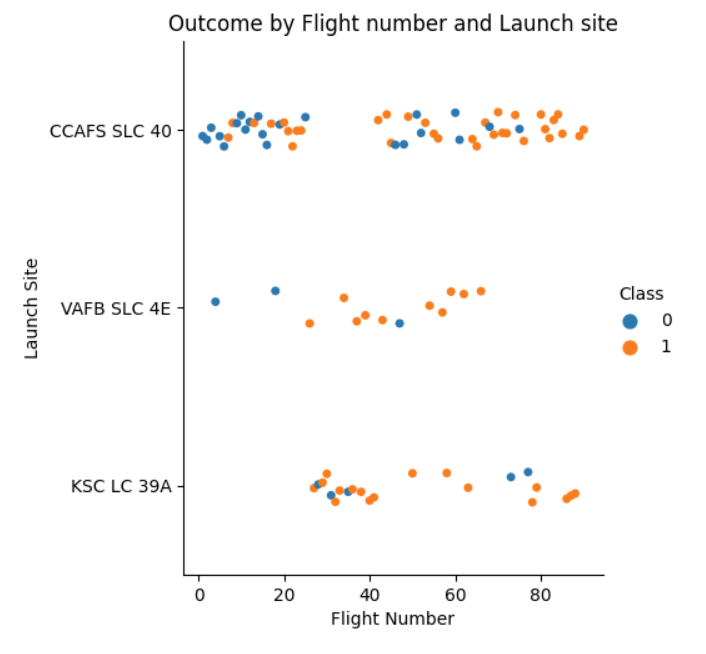 Outcome by Flight number and Launch site
CCAFS SLC 40
VAFB SLC 4E
KSC LC 39A
Launch Site
0 20 40 60 80
Flight Number
Class
0
1